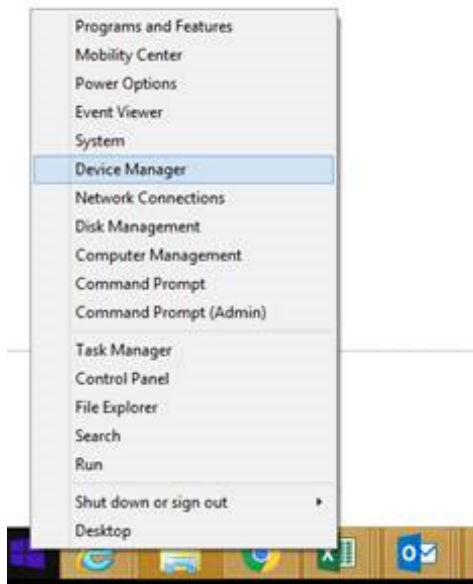 Programs and Features
Mobility Center
Power Options
Event Viewer
System
Device Manager
Network Connections
Disk Management
Computer Management
Command Prompt
Command Prompt (Admin)
Task Manager
Control Panel
File Explorer
Search
Run
Shut down or sign out
Desktop